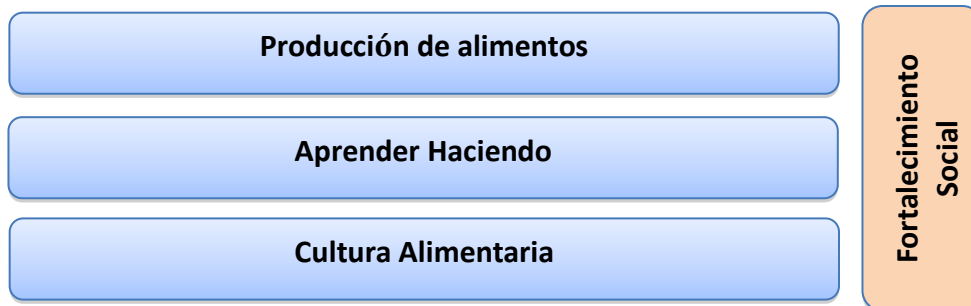 Producción de alimentos
Aprender Haciendo
Cultura Alimentaria
Fortalecimiento
Social